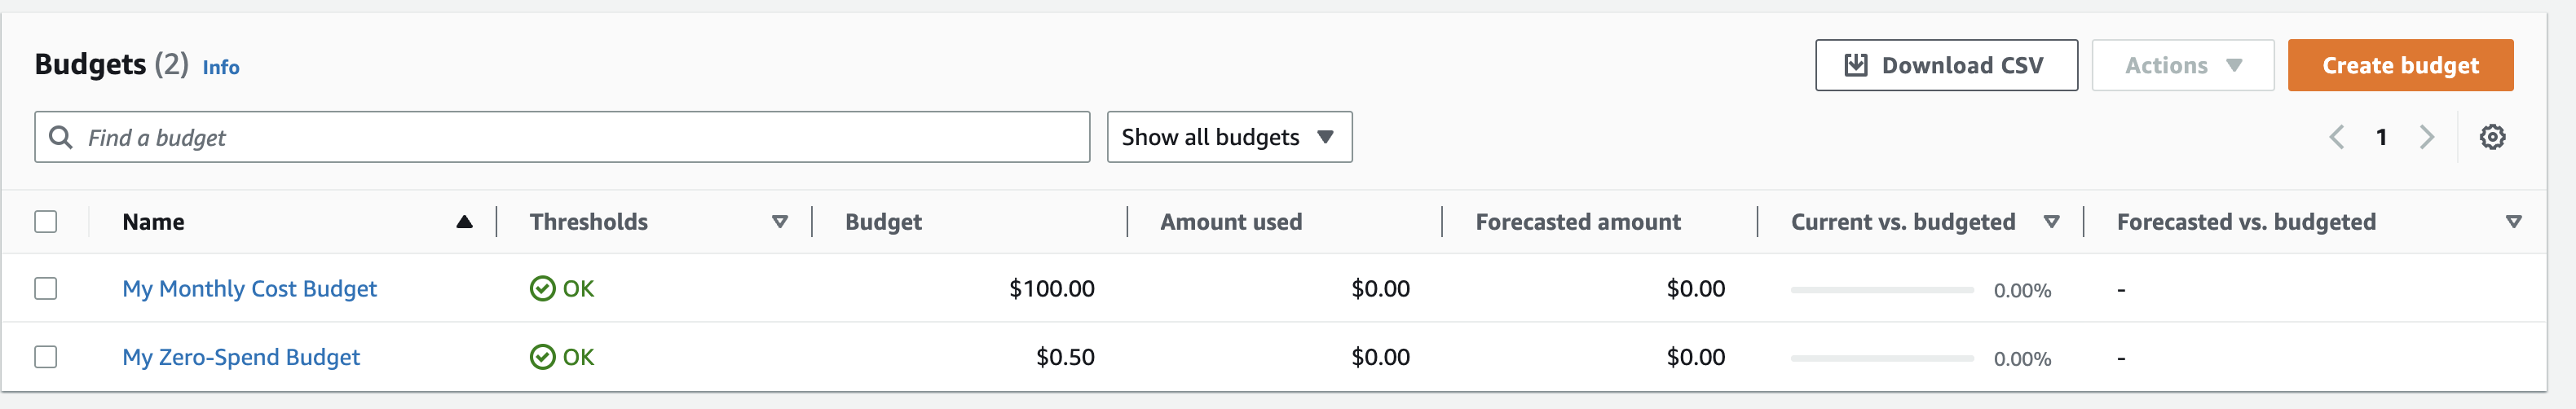 Budgets (2) Info
Download CSV
Actions
Create budget
Find a budget
Show all budgets
1
Name Thresholds Budget Amount used Forecasted amount Current vs. budgeted Forecasted vs. budgeted
My Monthly Cost Budget OK $100.00 $0.00 $0.00 0.00% -
My Zero-Spend Budget OK $0.50 $0.00 $0.00 0.00% -